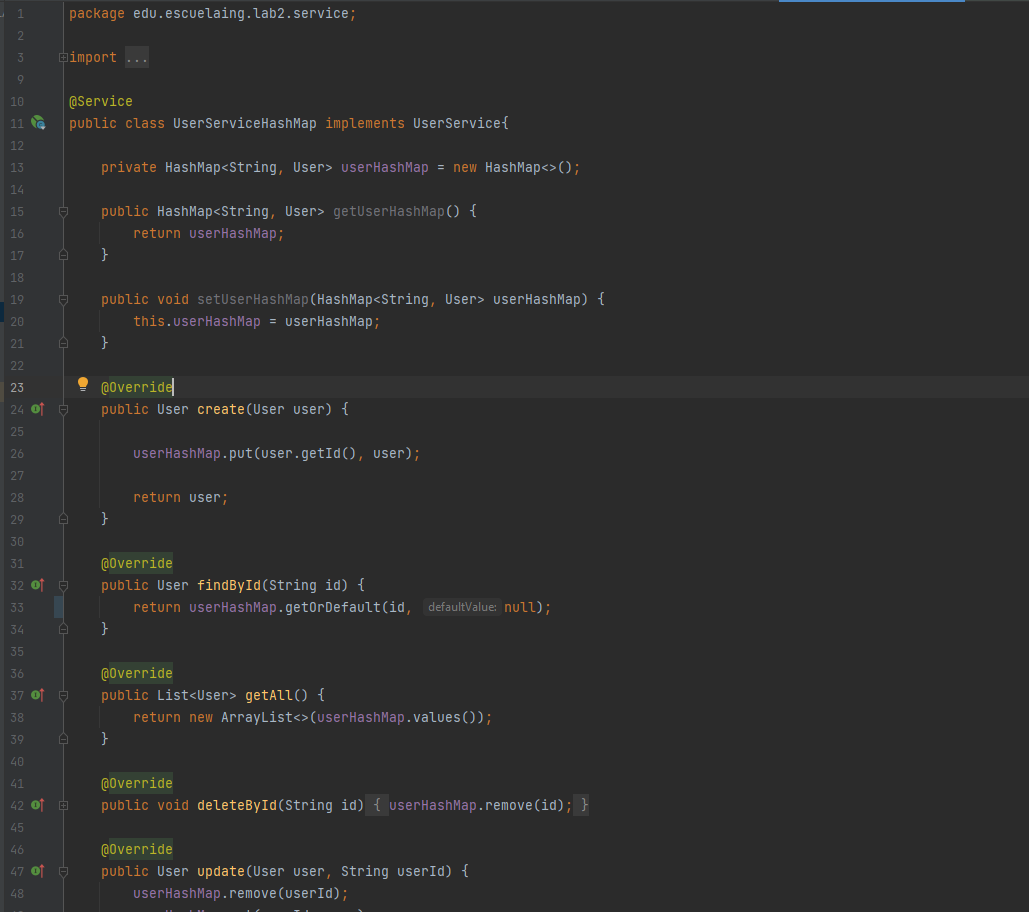 1 package edu.escuelaing.lab2.service;
2
3 import ...
9
10 @Service
11 public class UserServiceHashMap implements UserService{
12
13 private HashMap<String, User> userHashMap = new HashMap<>();
14
15 public HashMap<String, User> getUserHashMap() {
16 return userHashMap;
17 }
18
19 public void setUserHashMap(HashMap<String, User> userHashMap) {
20 this.userHashMap = userHashMap;
21 }
22
23 @Override
24 public User create(User user) {
25
26 userHashMap.put(user.getId(), user);
27
28 return user;
29 }
30
31 @Override
32 public User findById(String id) {
33 return userHashMap.getOrDefault(id, defaultValue: null);
34 }
35
36 @Override
37 public List<User> getAll() {
38 return new ArrayList<>(userHashMap.values());
39 }
40
41 @Override
42 public void deleteById(String id) { userHashMap.remove(id); }
45
46 @Override
47 public User update(User user, String userId) {
48 userHashMap.remove(userId);